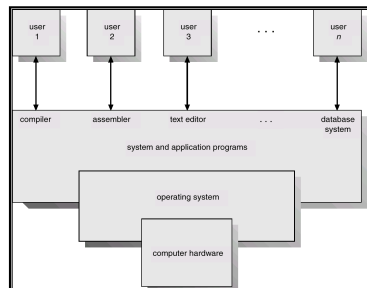 user
1
user
2
user
3
. . .
user
n
compiler
assembler
text editor
. . .
database
system
system and application programs
operating system
computer hardware